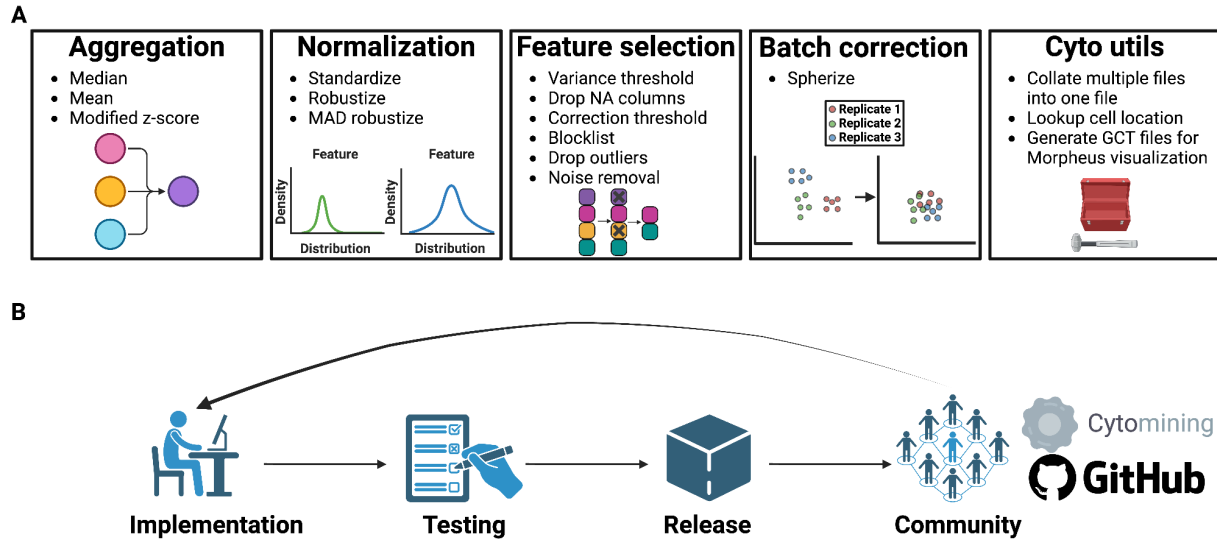 A
Aggregation
• Median
• Mean
• Modified z-score
Normalization
• Standardize
• Robustize
• MAD robustize
Feature
Density
Distribution
Feature
Density
Distribution
Feature selection
• Variance threshold
• Drop NA columns
• Correction threshold
• Blocklist
• Drop outliers
• Noise removal
Batch correction
• Spherize
Replicate 1
Replicate 2
Replicate 3
Cyto utils
• Collate multiple files
into one file
• Lookup cell location
• Generate GCT files for
Morpheus visualization
B
Implementation
Testing
Release
Community
Cytomining
GitHub